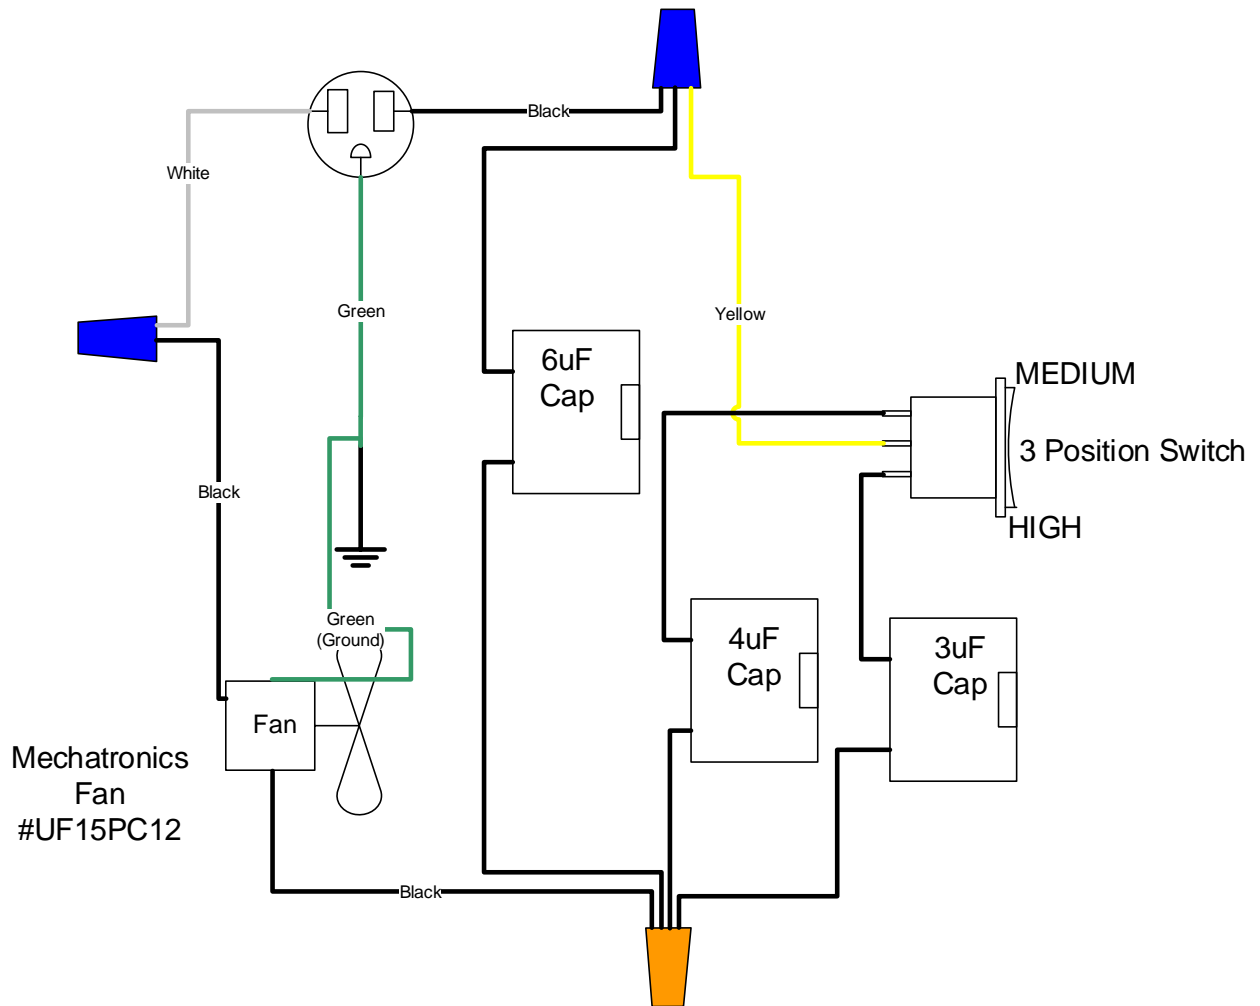 Black
White
Green
Yellow
6uF
Cap
MEDIUM
3 Position Switch
HIGH
Black
Green
(Ground)
4uF
Cap
3uF
Cap
Fan
Mechatronics
Fan
#UF15PC12
Black